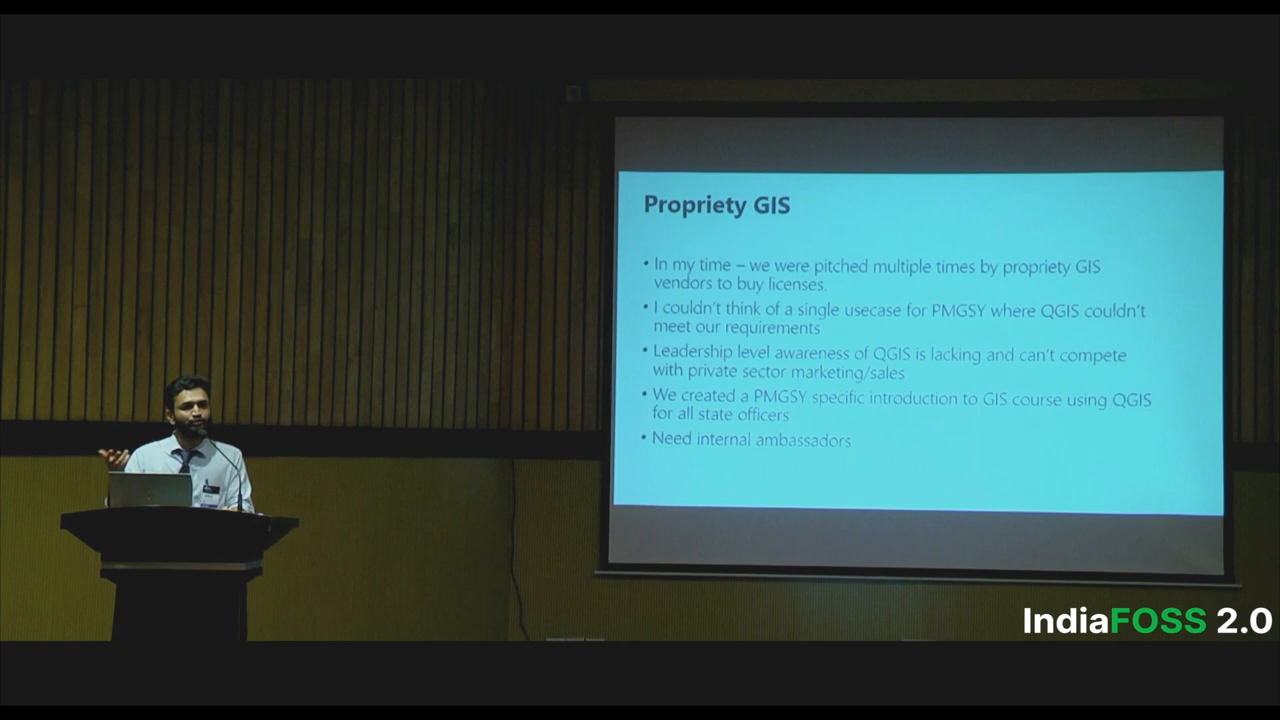 Propriety GIS
• In my time – we were pitched multiple times by propriety GIS
vendors to buy licenses.
• I couldn't think of a single usecase for PMGSY where QGIS couldn't
meet our requirements
• Leadership level awareness of QGIS is lacking and can't compete
with private sector marketing/sales
• We created a PMGSY specific introduction to GIS course using QGIS
for all state officers
• Need internal ambassadors
IndiaFOSS 2.0